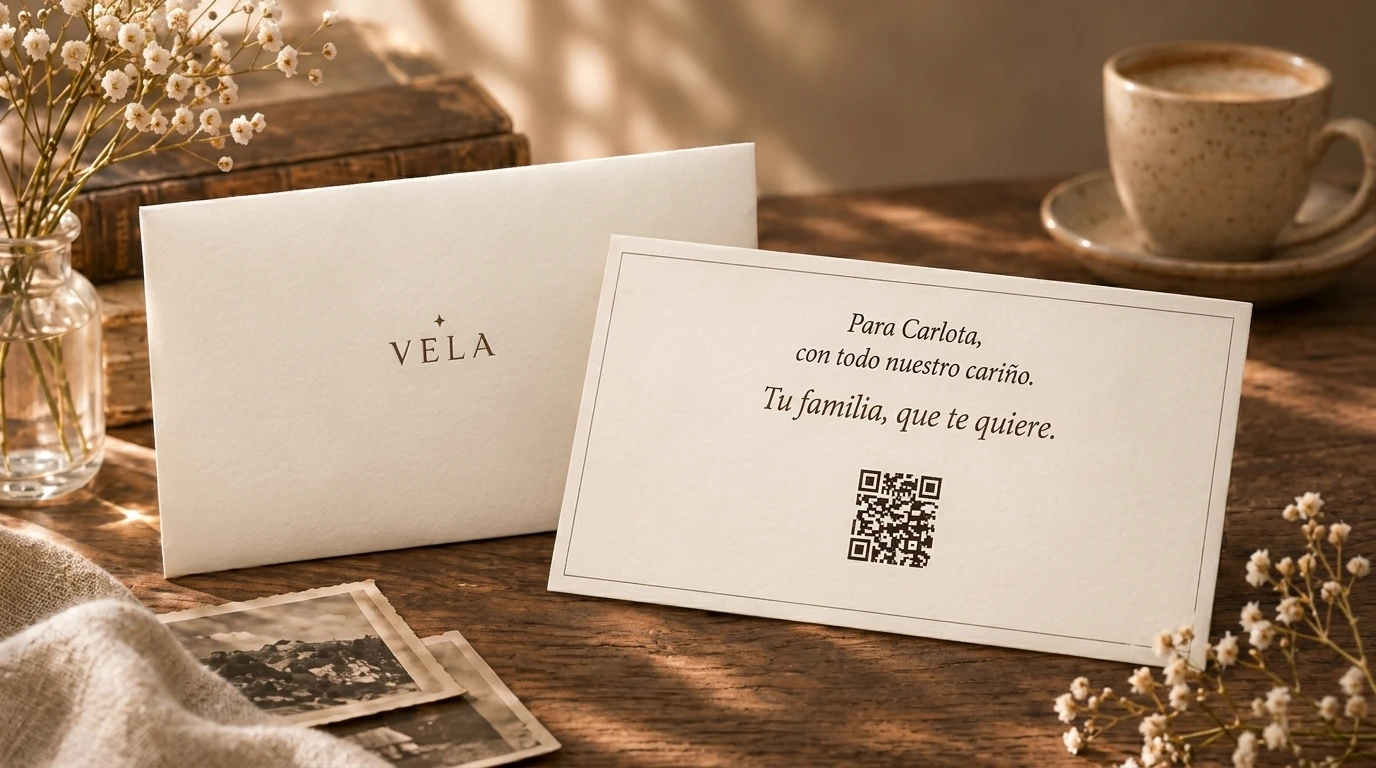 VELA
Para Carlota,
con todo nuestro cariño.
Tu familia, que te quiere.